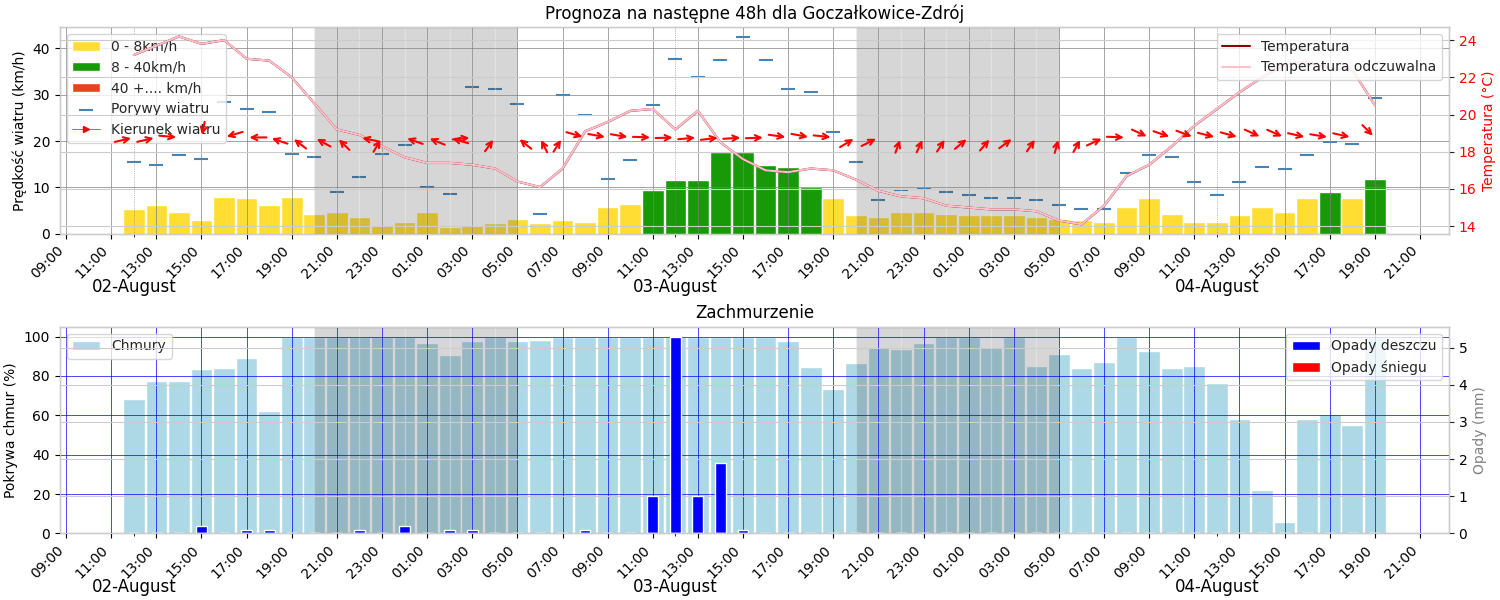 Prognoza na następne 48h dla Goczałkowice-Zdrój
Prędkość wiatru (km/h)
40
30
20
10
0
0 - 8km/h
8 - 40km/h
40 +.... km/h
Porywy wiatru
Kierunek wiatru
Temperatura
Temperatura odczuwalna
24
22
20
18
16
14
Temperatura (°C)
09:00 11:00 13:00 15:00 17:00 19:00 21:00 23:00 01:00 03:00 05:00 07:00 09:00 11:00 13:00 15:00 17:00 19:00 21:00 23:00 01:00 03:00 05:00 07:00 09:00 11:00 13:00 15:00 17:00 19:00 21:00
02-August 03-August 04-August
Zachmurzenie
Pokrywa chmur (%)
100
80
60
40
20
0
Chmury
Opady deszczu
Opady śniegu
5
4
3
2
1
0
Opady (mm)
09:00 11:00 13:00 15:00 17:00 19:00 21:00 23:00 01:00 03:00 05:00 07:00 09:00 11:00 13:00 15:00 17:00 19:00 21:00 23:00 01:00 03:00 05:00 07:00 09:00 11:00 13:00 15:00 17:00 19:00 21:00
02-August 03-August 04-August